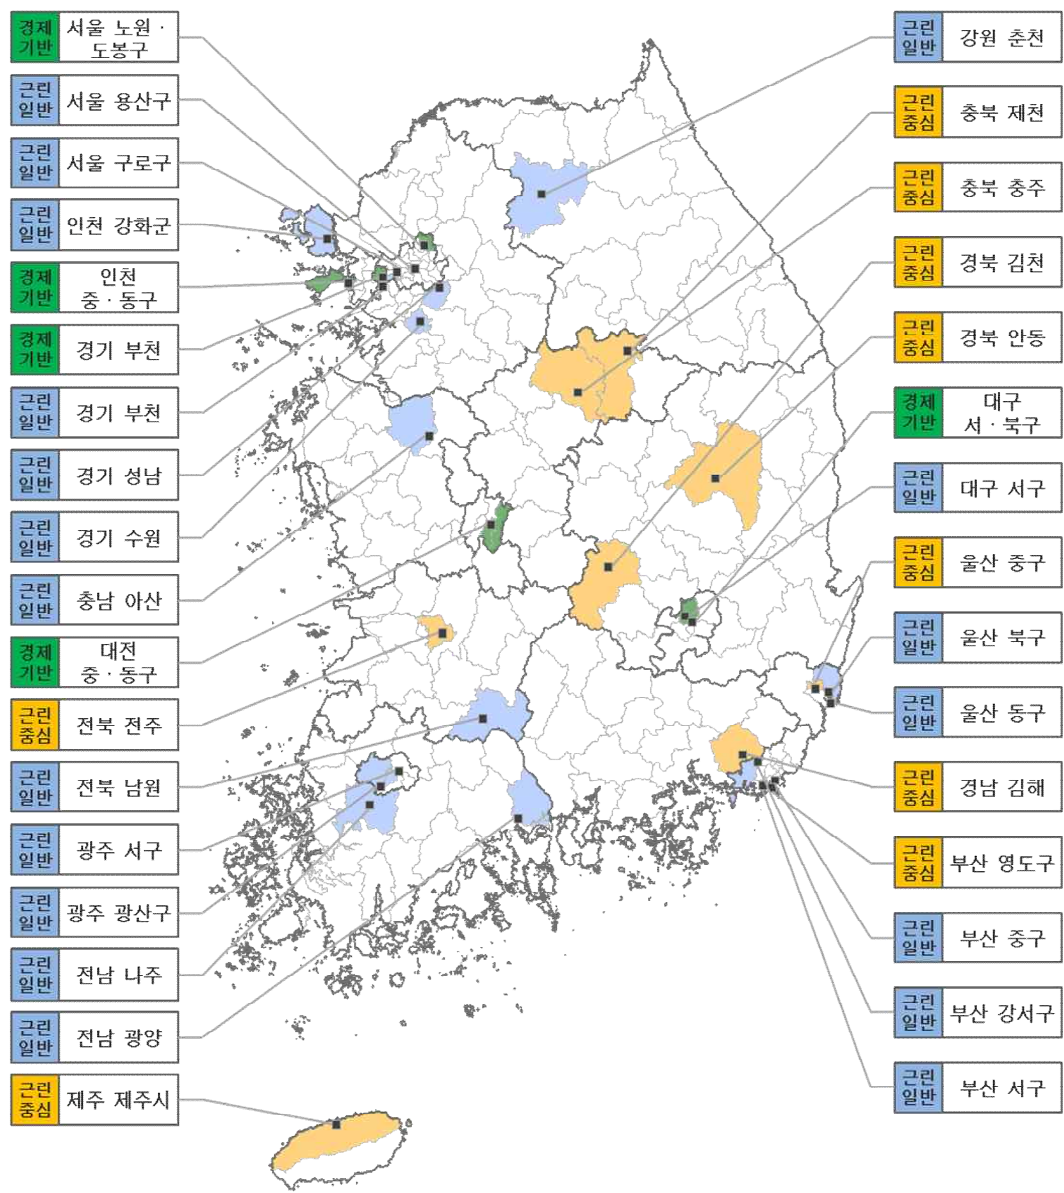 경제
기반
서울 노원 ·
도봉구
근린
일반
서울 용산구
근린
일반
서울 구로구
근린
일반
인천 강화군
경제
기반
인천
중 · 동구
경제
기반
경기 부천
근린
일반
경기 부천
근린
일반
경기 성남
근린
일반
경기 수원
근린
일반
충남 아산
경제
기반
대전
중 · 동구
근린
중심
전북 전주
근린
일반
전북 남원
근린
일반
광주 서구
근린
일반
광주 광산구
근린
일반
전남 나주
근린
일반
전남 광양
근린
중심
제주 제주시
근린
일반
강원 춘천
근린
중심
충북 제천
근린
중심
충북 충주
근린
중심
경북 김천
근린
중심
경북 안동
경제
기반
대구
서 · 북구
근린
일반
대구 서구
근린
중심
울산 중구
근린
일반
울산 북구
근린
일반
울산 동구
근린
중심
경남 김해
근린
중심
부산 영도구
근린
일반
부산 중구
근린
일반
부산 강서구
근린
일반
부산 서구